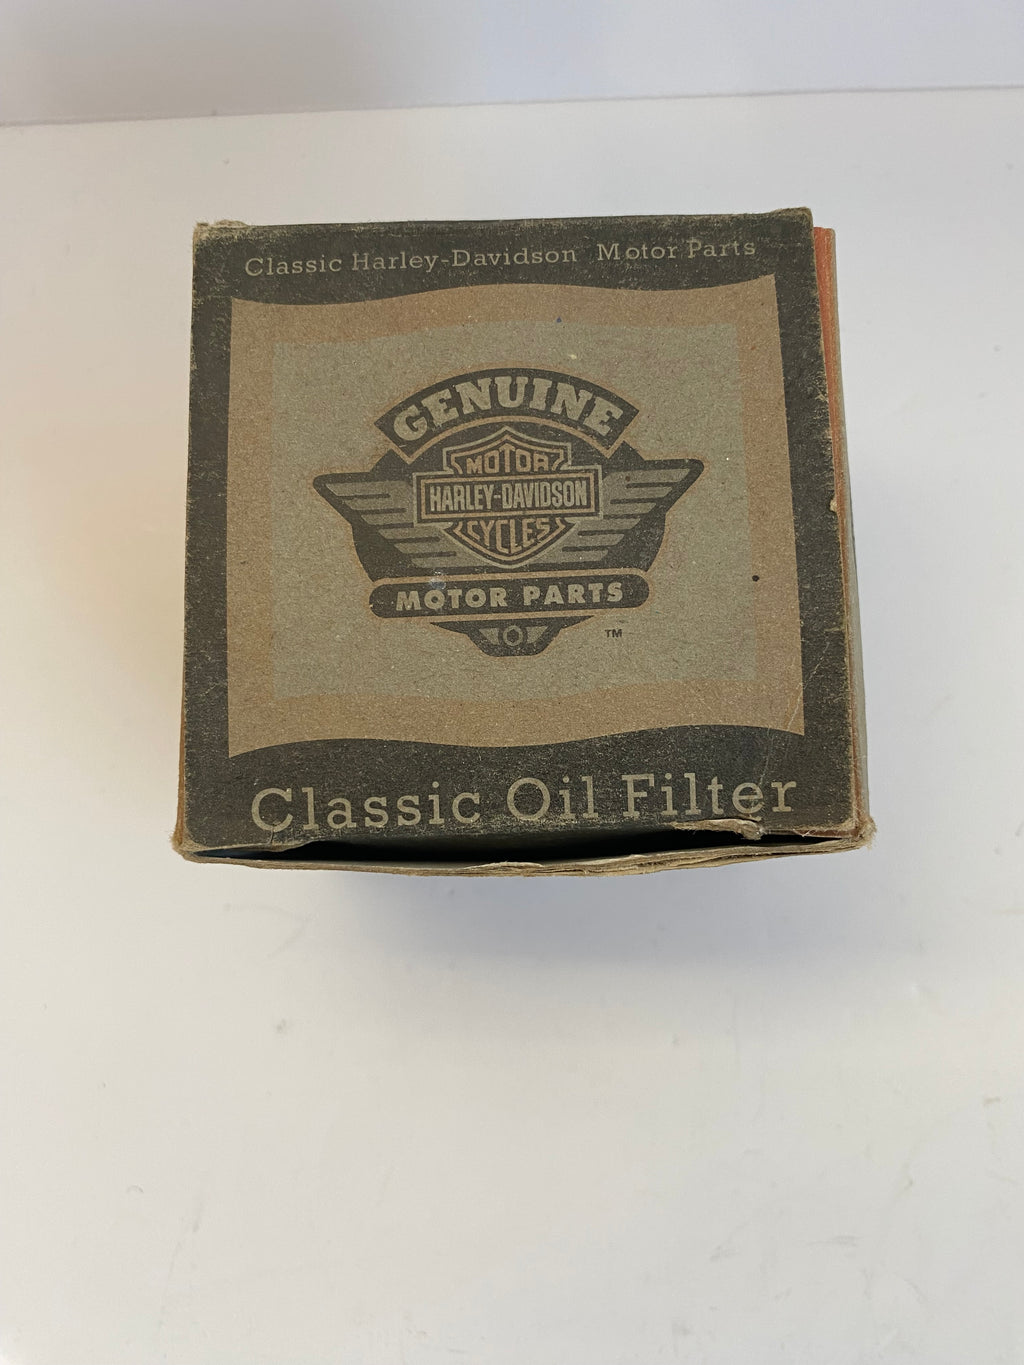 Classic Harley-Davidson Motor Parts
GENUINE
MOTOR
HARLEY-DAVIDSON
CYCLES
MOTOR PARTS
TM
Classic Oil Filter